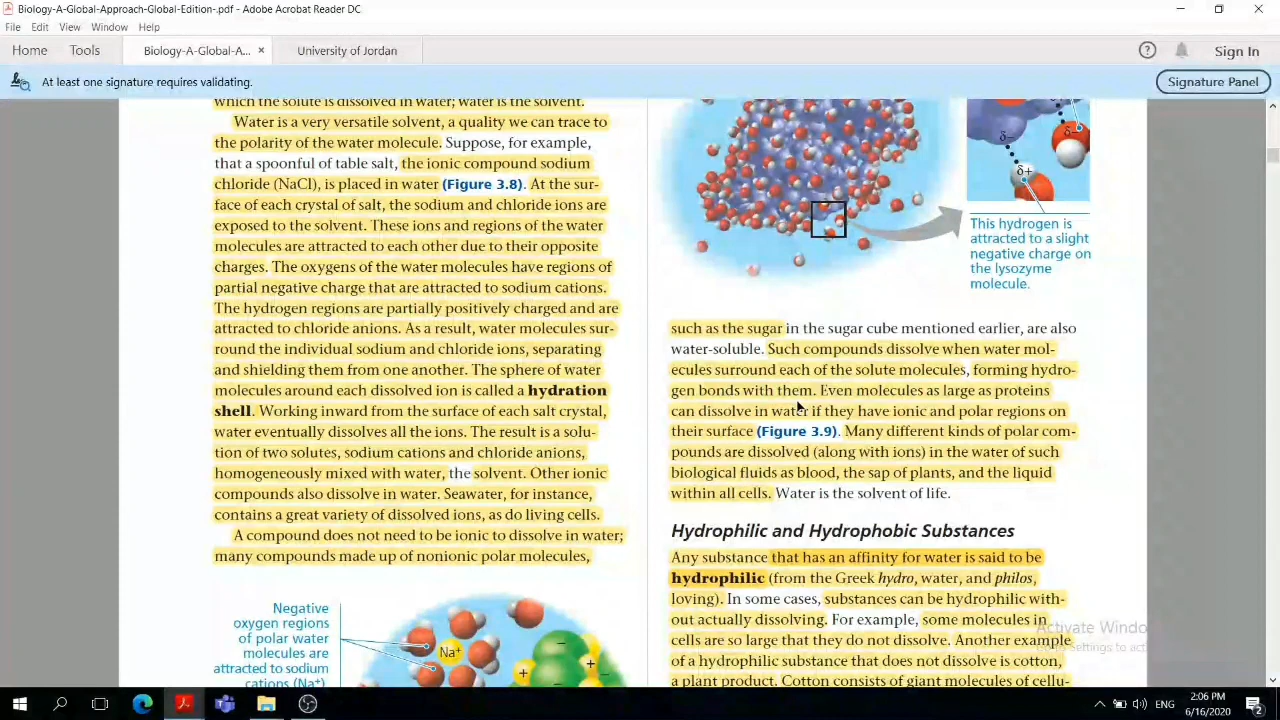 Biology-A-Global-Approach-Global-Edition-.pdf - Adobe Acrobat Reader DC
File Edit View Window Help
Home Tools Biology-A-Global-A... × University of Jordan Sign In
At least one signature requires validating. Signature Panel
which the solute is dissolved in water; water is the solvent.
Water is a very versatile solvent, a quality we can trace to
the polarity of the water molecule. Suppose, for example,
that a spoonful of table salt, the ionic compound sodium
chloride (NaCl), is placed in water (Figure 3.8). At the sur-
face of each crystal of salt, the sodium and chloride ions are
exposed to the solvent. These ions and regions of the water
molecules are attracted to each other due to their opposite
charges. The oxygens of the water molecules have regions of
partial negative charge that are attracted to sodium cations.
The hydrogen regions are partially positively charged and are
attracted to chloride anions. As a result, water molecules sur-
round the individual sodium and chloride ions, separating
and shielding them from one another. The sphere of water
molecules around each dissolved ion is called a hydration
shell. Working inward from the surface of each salt crystal,
water eventually dissolves all the ions. The result is a solu-
tion of two solutes, sodium cations and chloride anions,
homogeneously mixed with water, the solvent. Other ionic
compounds also dissolve in water. Seawater, for instance,
contains a great variety of dissolved ions, as do living cells.
A compound does not need to be ionic to dissolve in water;
many compounds made up of nonionic polar molecules,
Negative
oxygen regions
of polar water
molecules are
attracted to sodium
cations (Na⁺)
Na⁺
+
+
δ−
δ−
δ+
This hydrogen is
attracted to a slight
negative charge on
the lysozyme
molecule.
such as the sugar in the sugar cube mentioned earlier, are also
water-soluble. Such compounds dissolve when water mol-
ecules surround each of the solute molecules, forming hydro-
gen bonds with them. Even molecules as large as proteins
can dissolve in water if they have ionic and polar regions on
their surface (Figure 3.9). Many different kinds of polar com-
pounds are dissolved (along with ions) in the water of such
biological fluids as blood, the sap of plants, and the liquid
within all cells. Water is the solvent of life.
Hydrophilic and Hydrophobic Substances
Any substance that has an affinity for water is said to be
hydrophilic (from the Greek hydro, water, and philos,
loving). In some cases, substances can be hydrophilic with-
out actually dissolving. For example, some molecules in
cells are so large that they do not dissolve. Another example
of a hydrophilic substance that does not dissolve is cotton,
a plant product. Cotton consists of giant molecules of cellu-
Activate Windo
Go to Settings to act
ENG
2:06 PM
6/16/2020
2